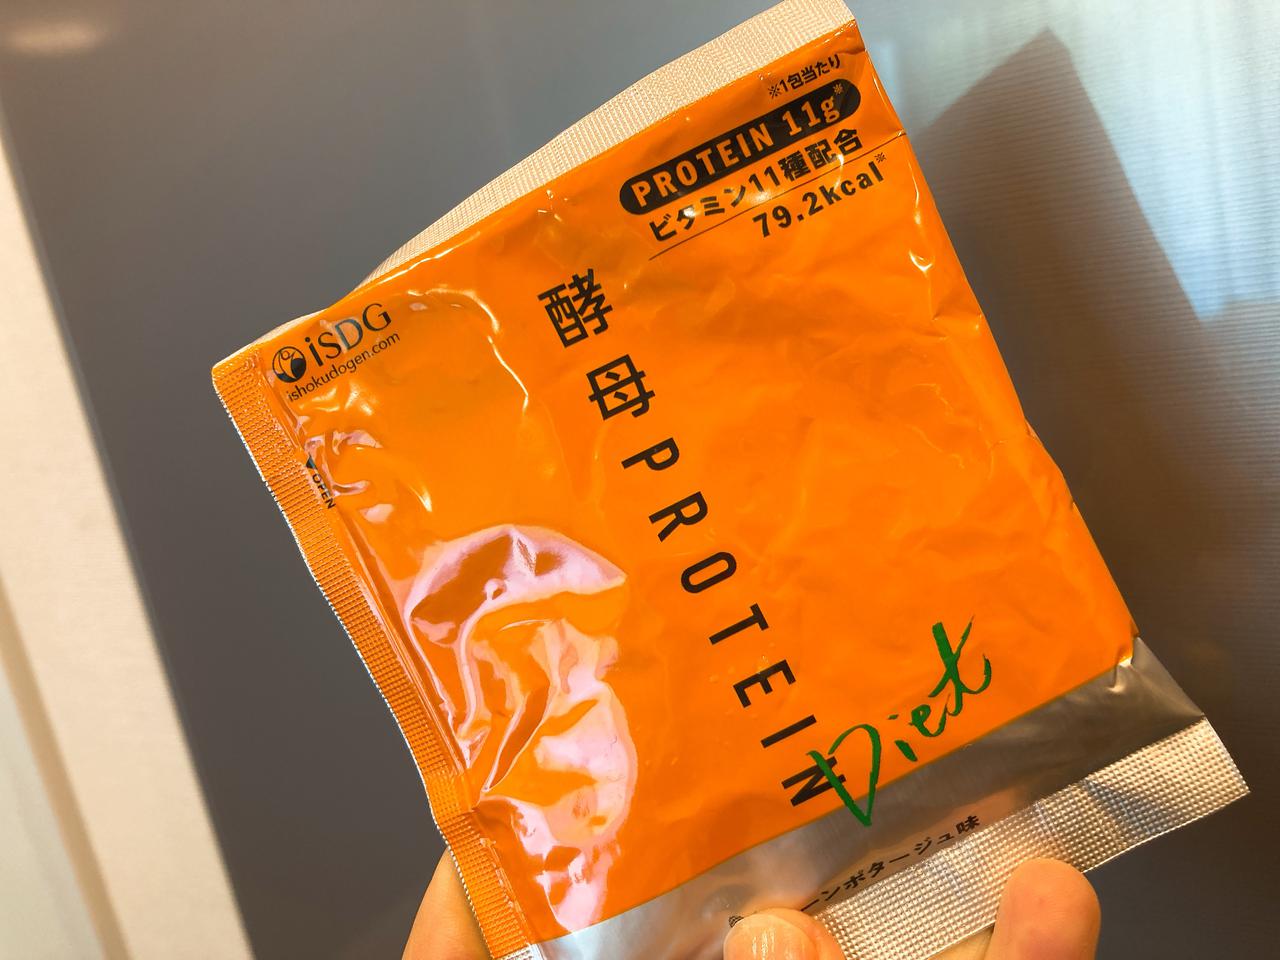 ※1包当たり
PROTEIN 11g※
ビタミン11種配合※
79.2kcal
iSDG
ishokudogen.com
OPEN
酵母PROTEIN
Diet
ーンポタージュ味